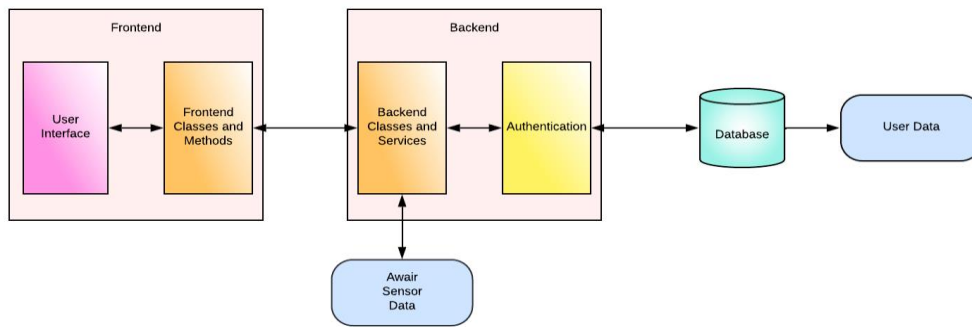 Frontend
Backend
User
Interface
Frontend
Classes and
Methods
Backend
Classes and
Services
Authentication
Database
User Data
Awair
Sensor
Data